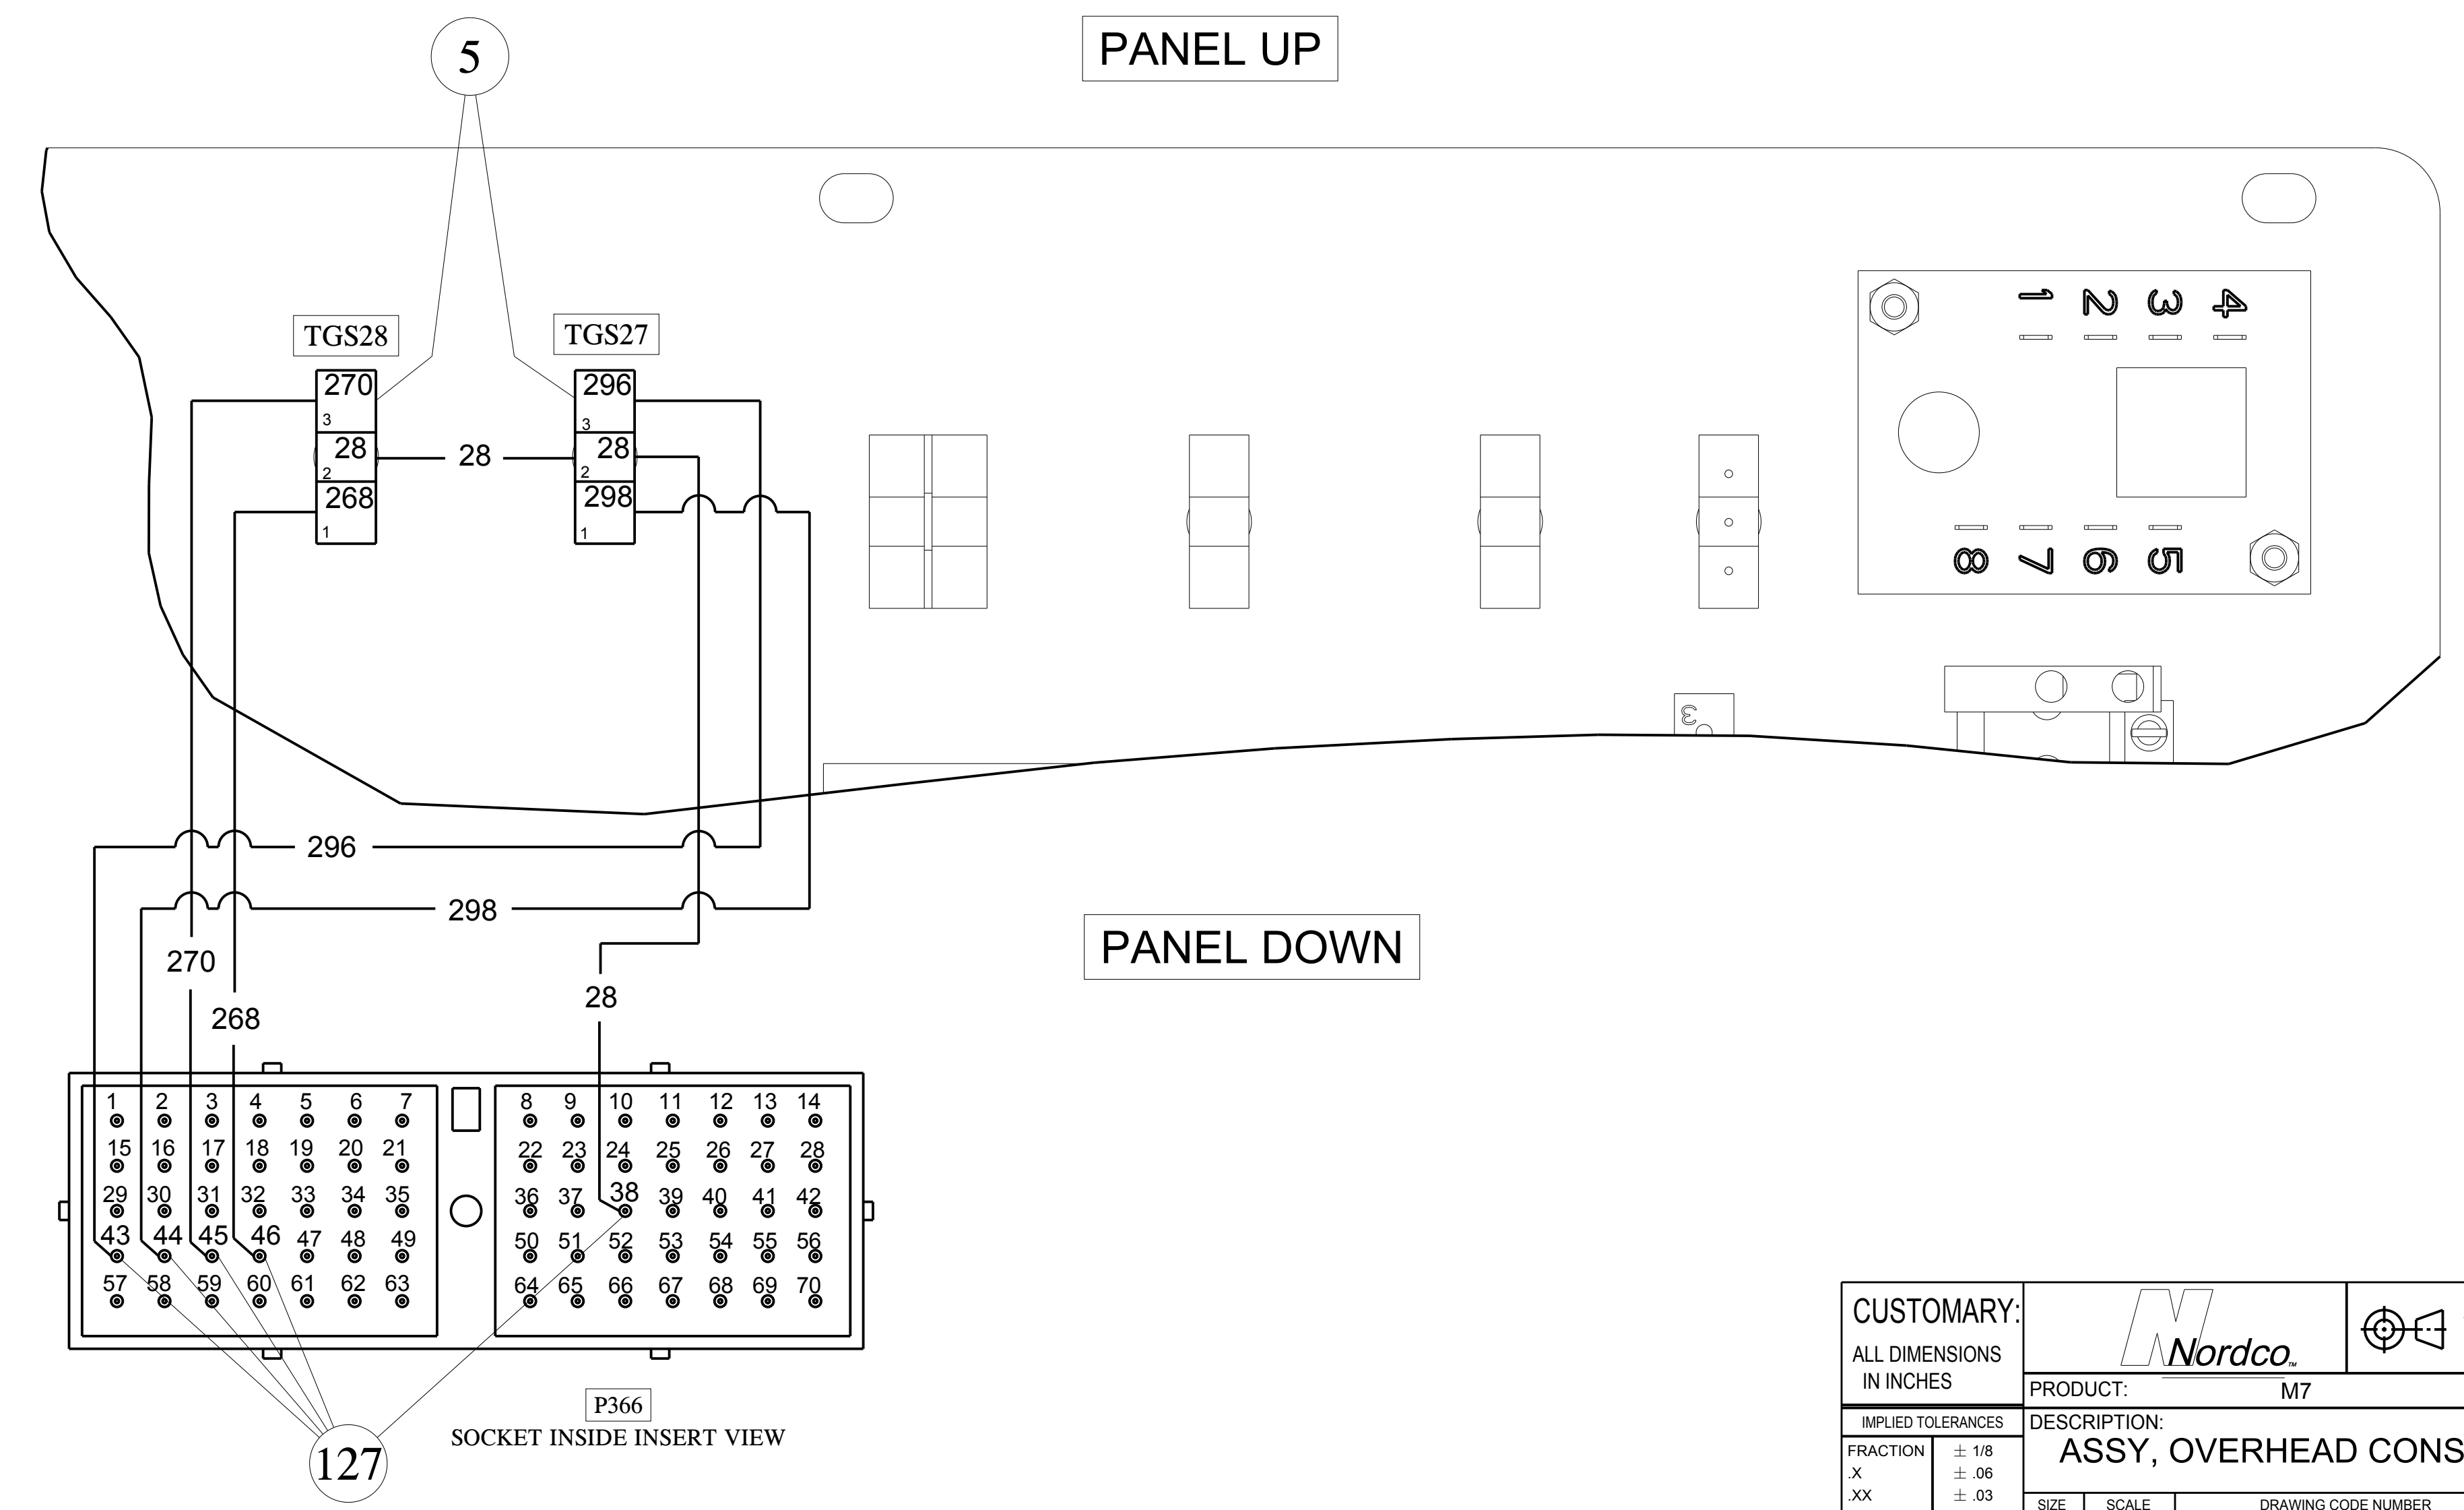 5
PANEL UP
TGS28
TGS27
270
3
28
2
268
1
28
296
3
28
2
298
1
1 2 3 4
8 7 6 5
3
296
298
270
268
28
PANEL DOWN
1 2 3 4 5 6 7
8 9 10 11 12 13 14
15 16 17 18 19 20 21
22 23 24 25 26 27 28
29 30 31 32 33 34 35
36 37 38 39 40 41 42
43 44 45 46 47 48 49
50 51 52 53 54 55 56
57 58 59 60 61 62 63
64 65 66 67 68 69 70
P366
SOCKET INSIDE INSERT VIEW
127
CUSTOMARY:
ALL DIMENSIONS
IN INCHES
Nordco™
PRODUCT: M7
IMPLIED TOLERANCES
FRACTION ± 1/8
.X ± .06
.XX ± .03
DESCRIPTION:
ASSY, OVERHEAD CONS
SIZE SCALE DRAWING CODE NUMBER